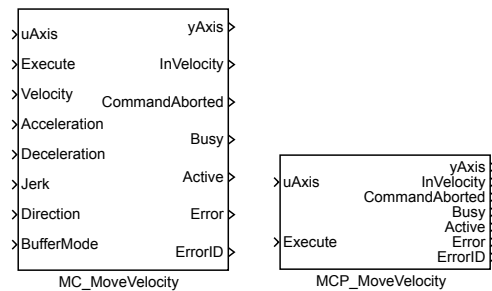 uAxis
Execute
Velocity
Acceleration
Deceleration
Jerk
Direction
BufferMode
yAxis
InVelocity
CommandAborted
Busy
Active
Error
ErrorID
MC_MoveVelocity
uAxis
Execute
yAxis
InVelocity
CommandAborted
Busy
Active
Error
ErrorID
MCP_MoveVelocity